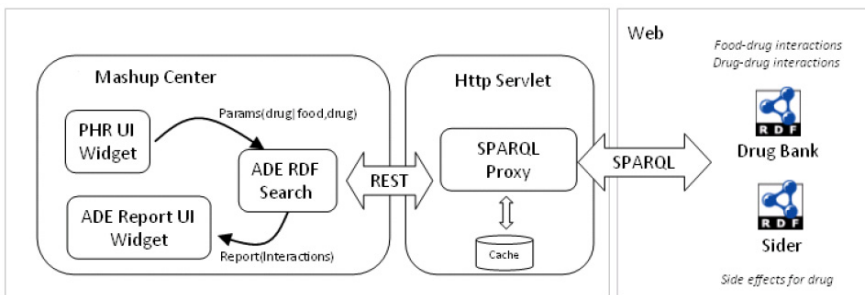 Web
Food-drug interactions
Drug-drug interactions
Mashup Center
Http Servlet
Params(drug|food,drug)
PHR UI
Widget
ADE RDF
Search
REST
SPARQL
Proxy
SPARQL
RDF
Drug Bank
ADE Report UI
Widget
Report(Interactions)
Cache
RDF
Sider
Side effects for drug